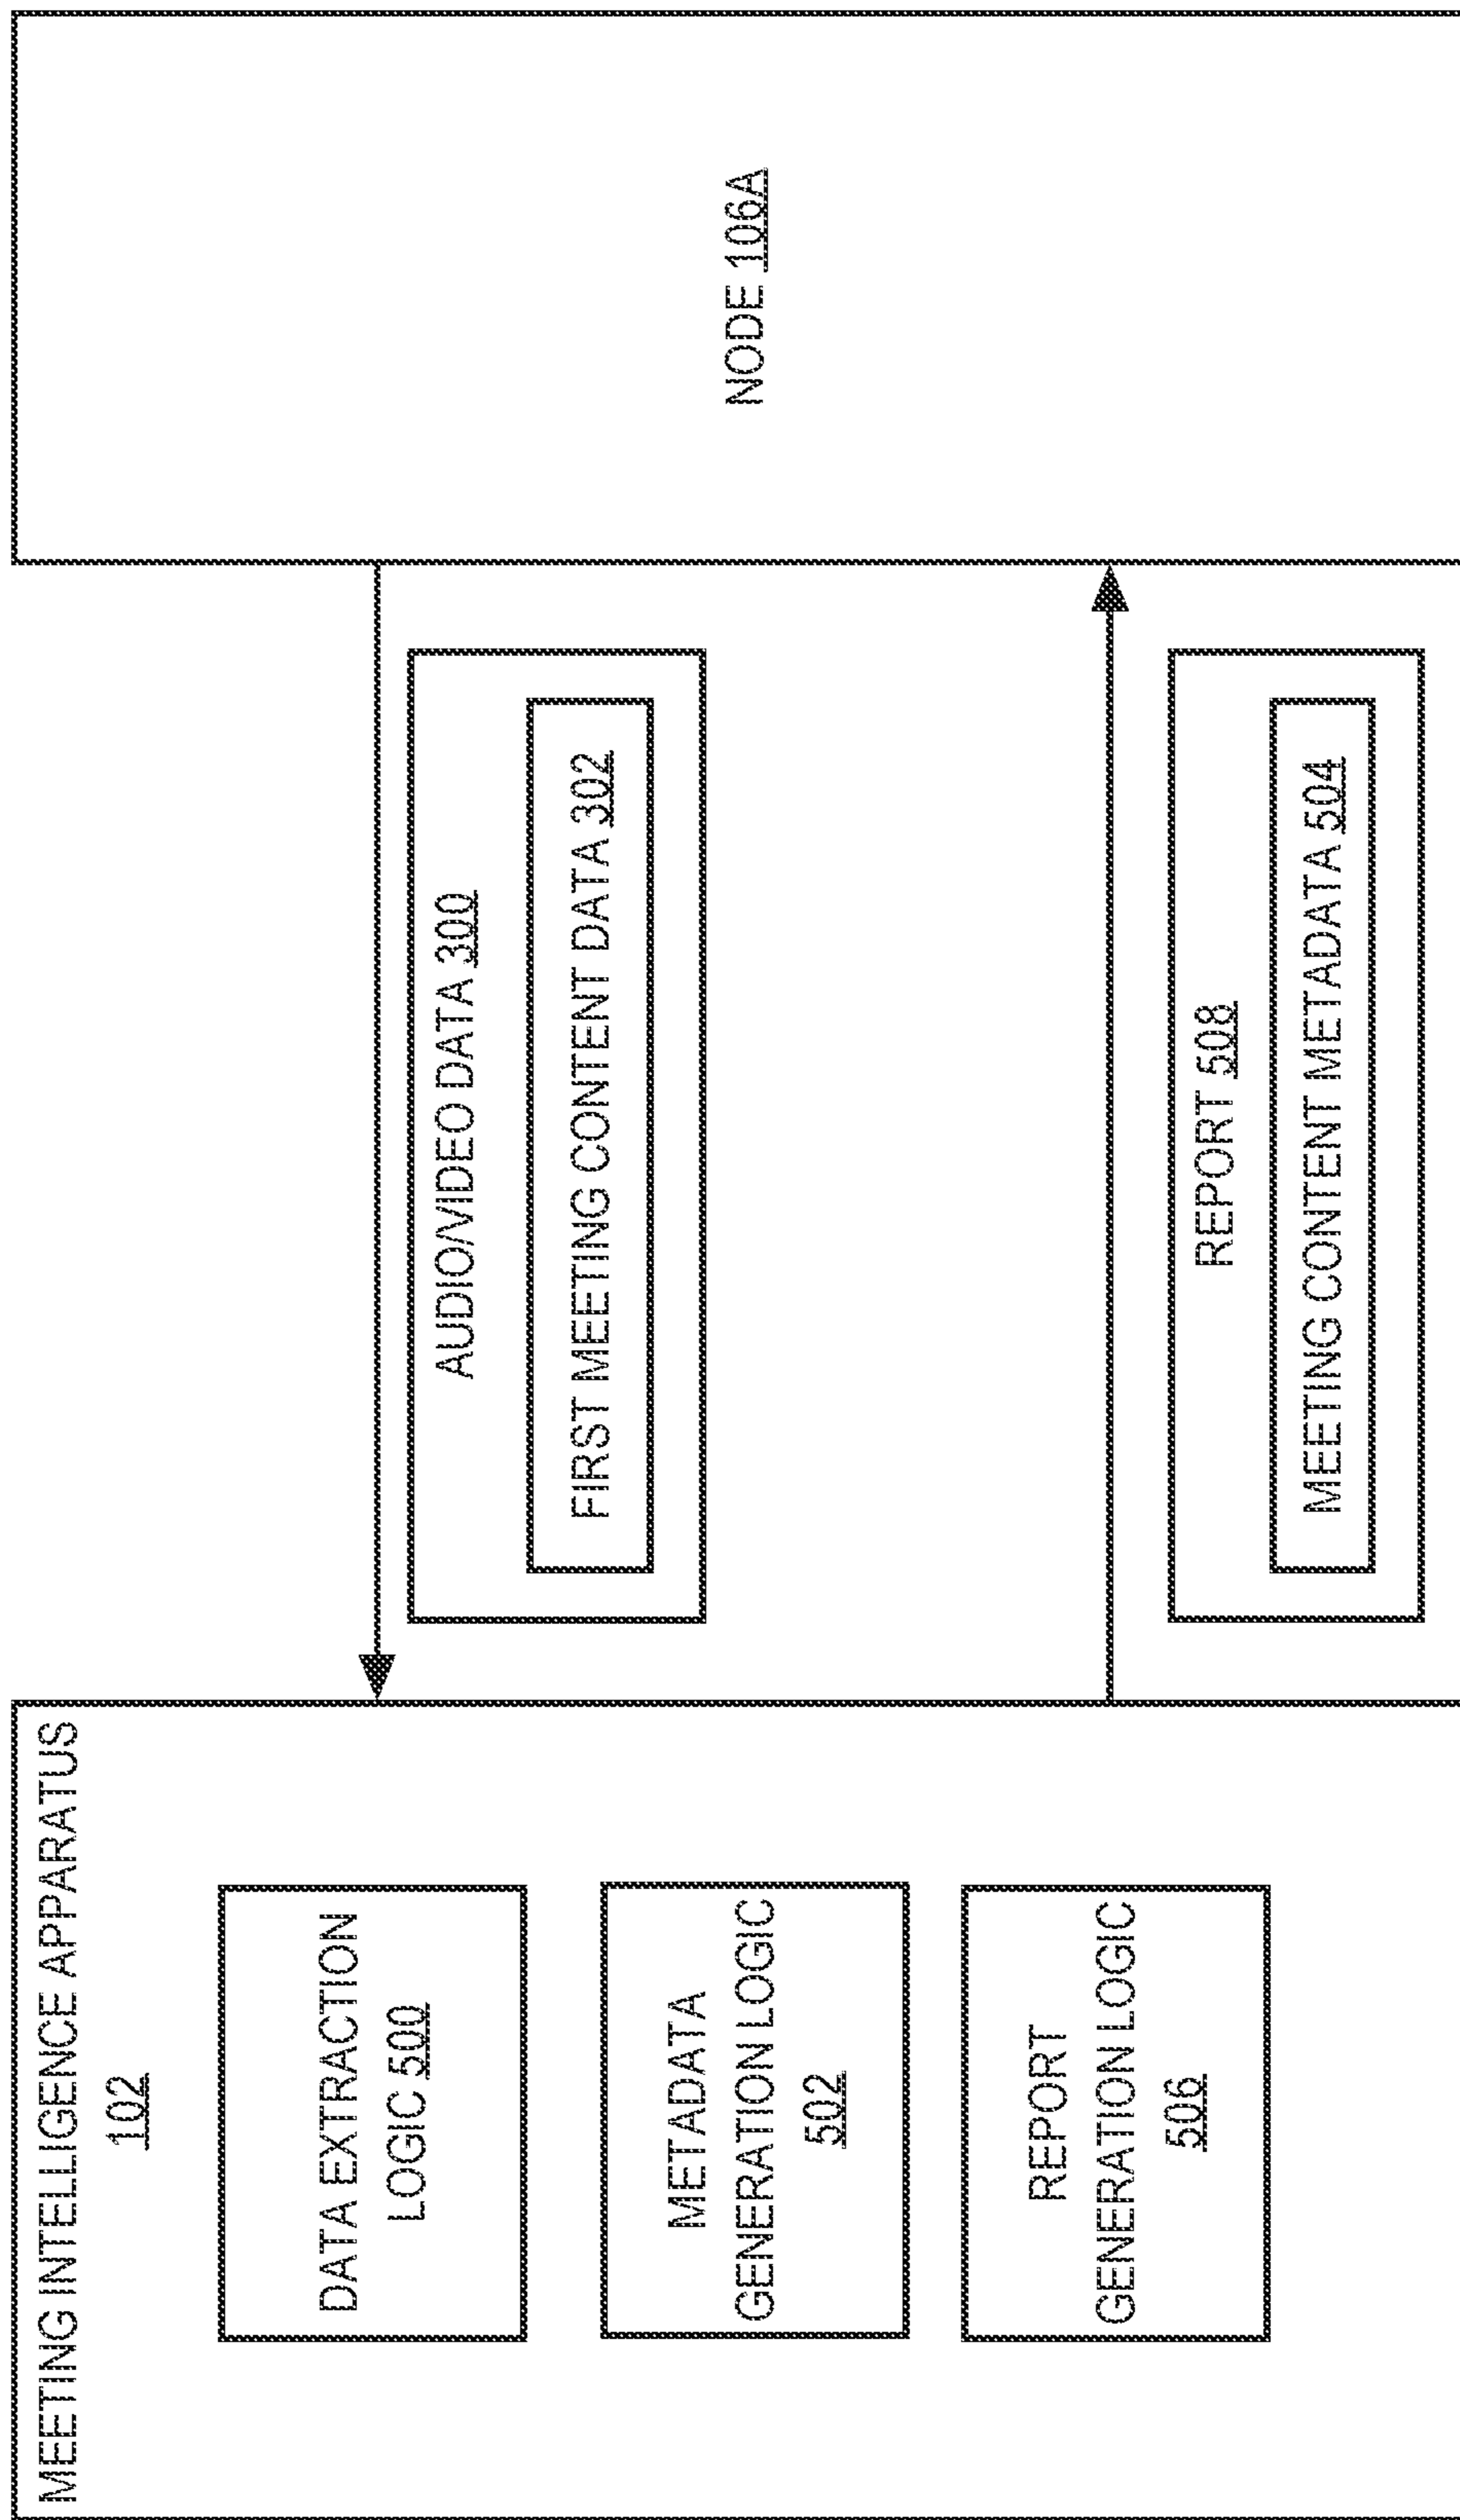 MEETING INTELLIGENCE APPARATUS
102
DATA EXTRACTION
LOGIC 500
METADATA
GENERATION LOGIC
502
REPORT
GENERATION LOGIC
506
AUDIO/VIDEO DATA 300
FIRST MEETING CONTENT DATA 302
REPORT 508
MEETING CONTENT METADATA 504
NODE 106A